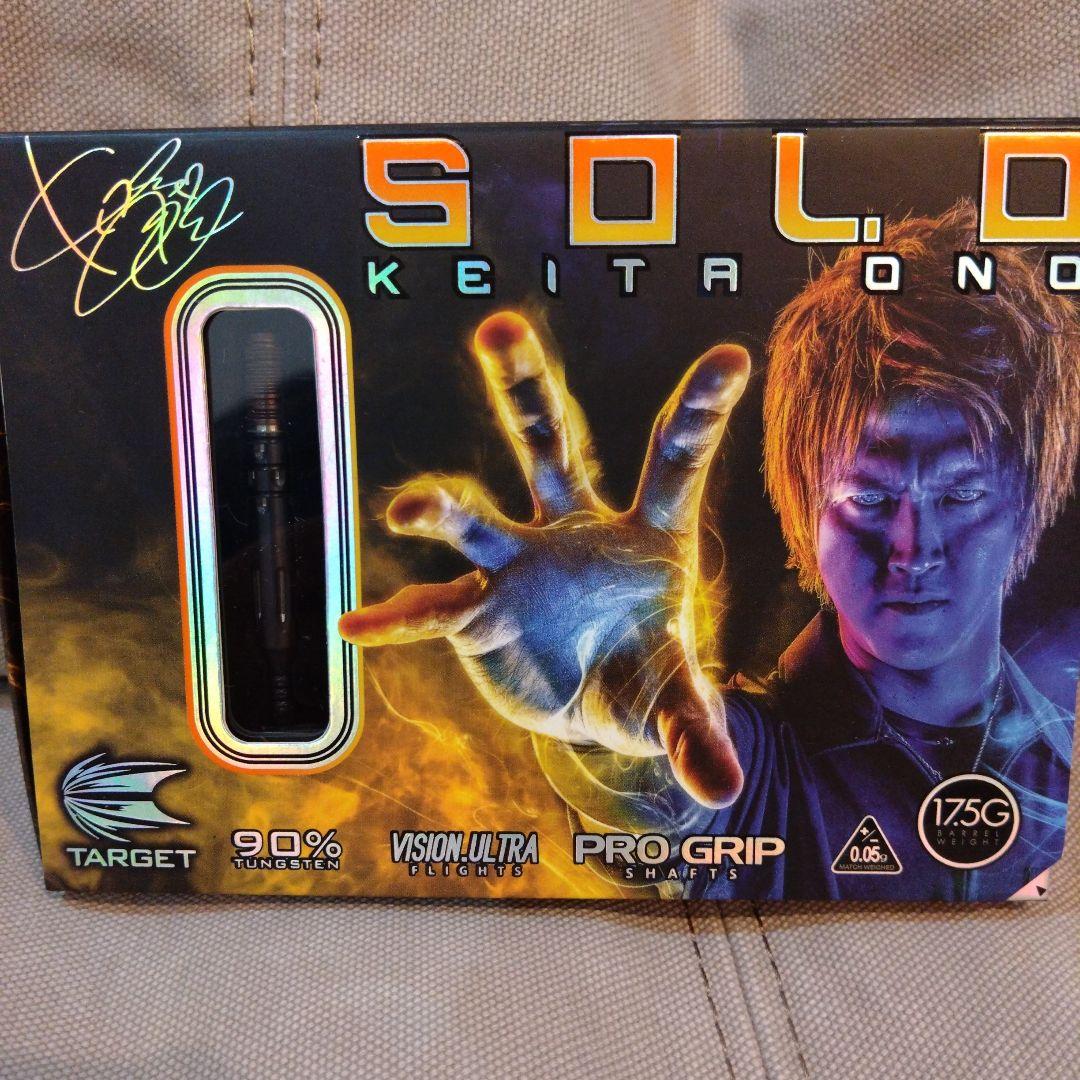 SOLO
KEITA ONO
TARGET
90%
TUNGSTEN
VISION.ULTRA
FLIGHTS
PRO GRIP
SHAFTS
+/-
0.05g
MATCH WEIGHED
17.5G
BARREL
WEIGHT